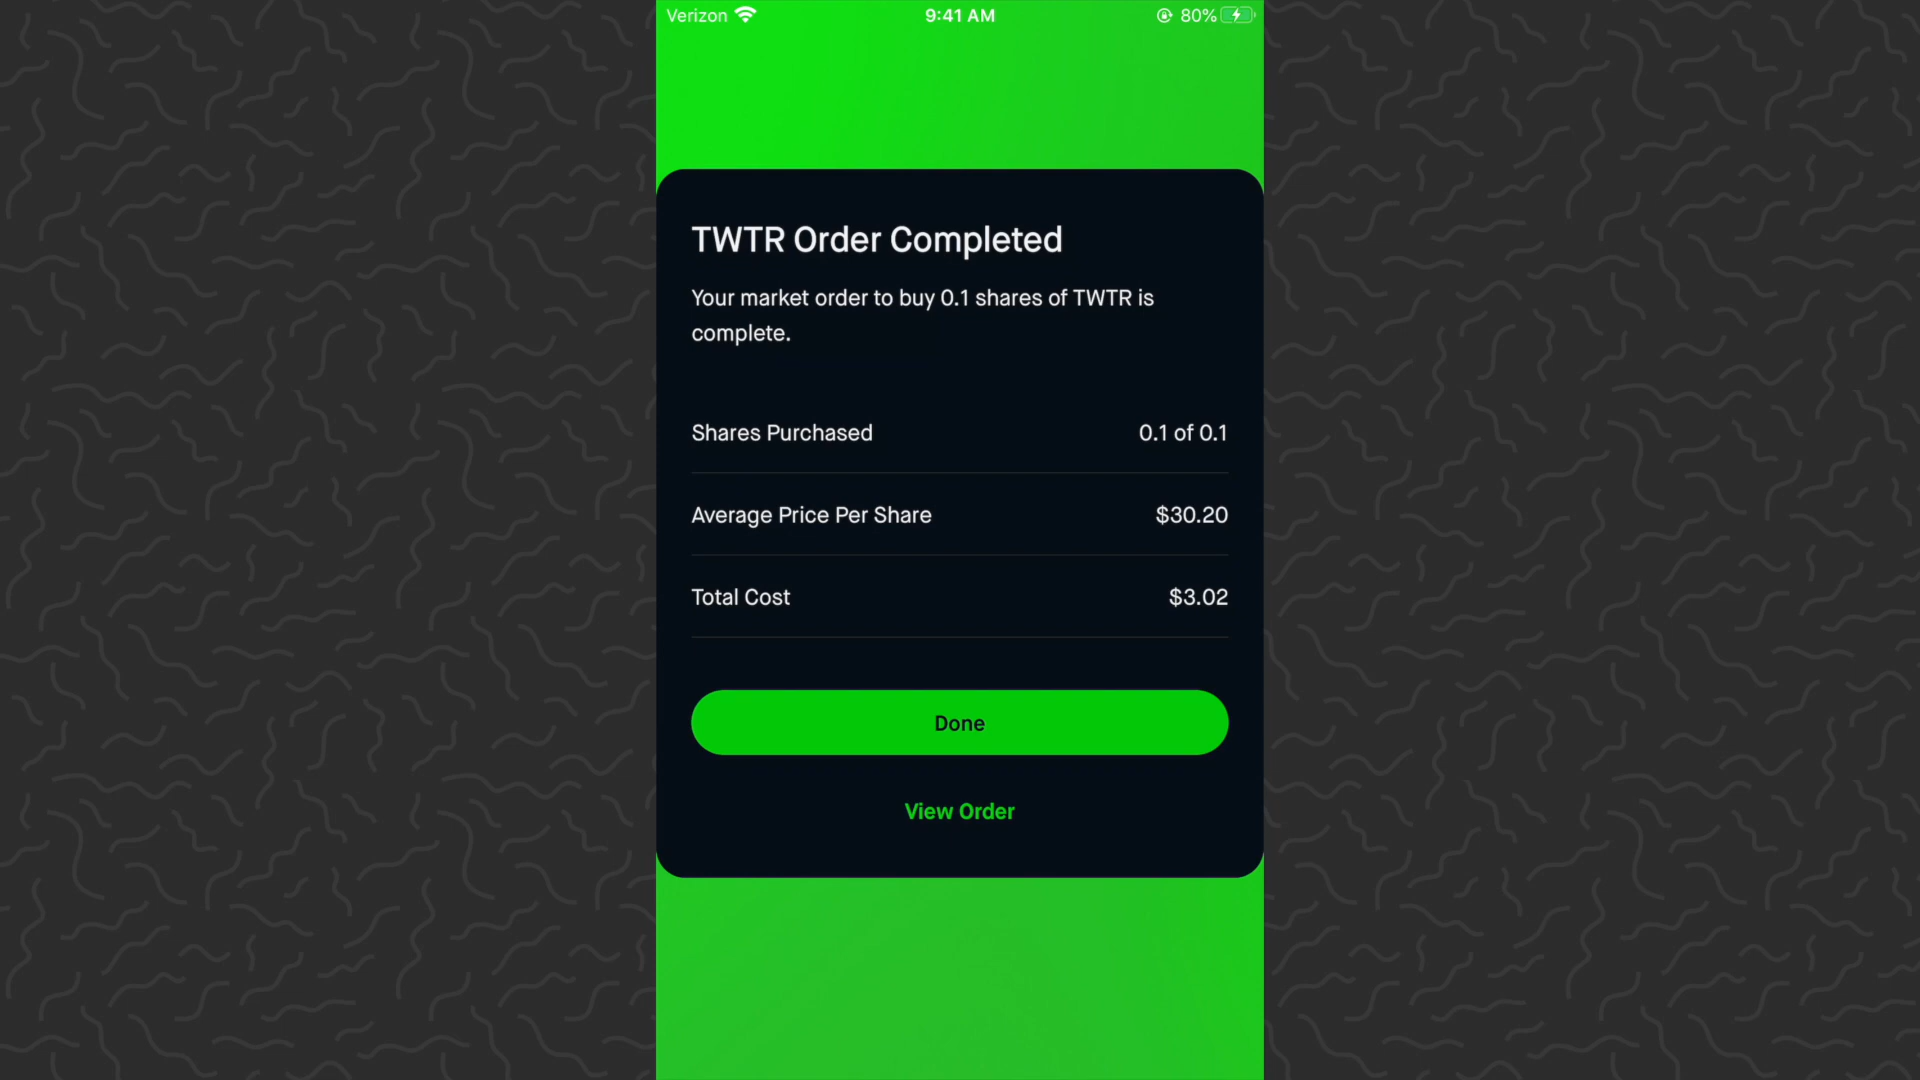 Verizon 9:41 AM 80%
TWTR Order Completed
Your market order to buy 0.1 shares of TWTR is
complete.
Shares Purchased 0.1 of 0.1
Average Price Per Share $30.20
Total Cost $3.02
Done
View Order